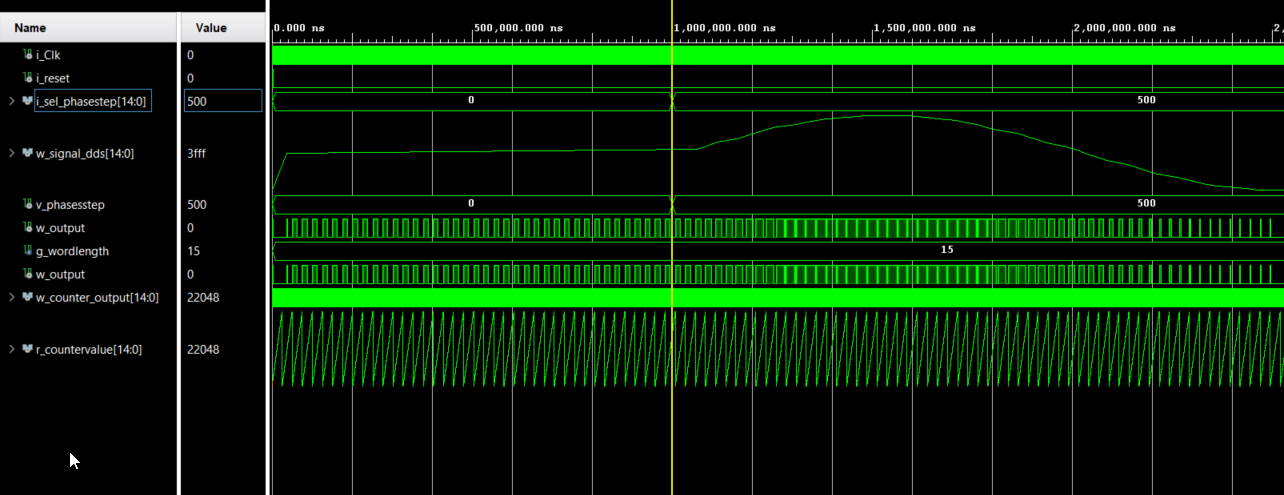 Name Value
0.000 ns 500,000.000 ns 1,000,000.000 ns 1,500,000.000 ns 2,000,000.000 ns 2,
i_Clk 0
i_reset 0
i_sel_phasestep[14:0] 500 0 500
w_signal_dds[14:0] 3fff
v_phasesstep 500 0 500
w_output 0
g_wordlength 15 15
w_output 0
w_counter_output[14:0] 22048
r_countervalue[14:0] 22048